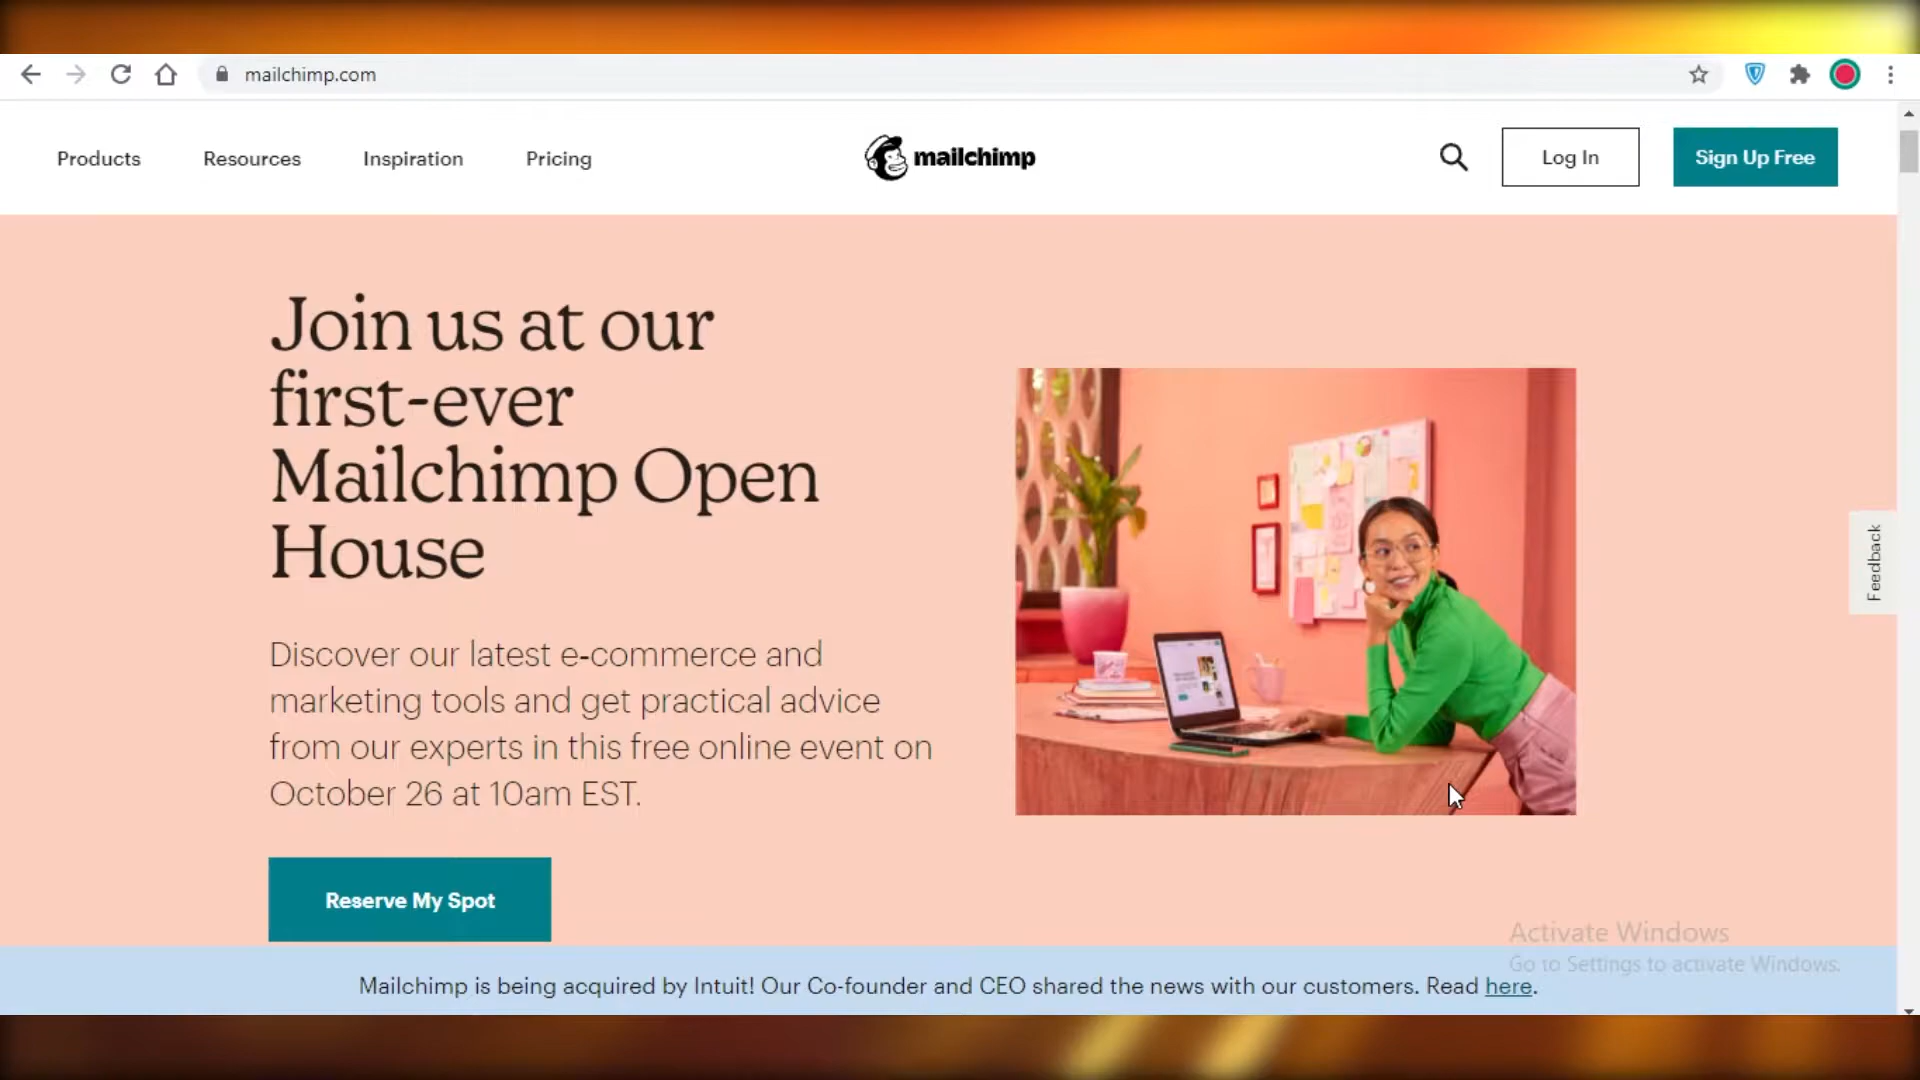 mailchimp.com
Products Resources Inspiration Pricing mailchimp Log In Sign Up Free
Join us at our
first-ever
Mailchimp Open
House
Discover our latest e-commerce and
marketing tools and get practical advice
from our experts in this free online event on
October 26 at 10am EST.
Reserve My Spot
Feedback
Activate Windows
Go to Settings to activate Windows.
Mailchimp is being acquired by Intuit! Our Co-founder and CEO shared the news with our customers. Read here.